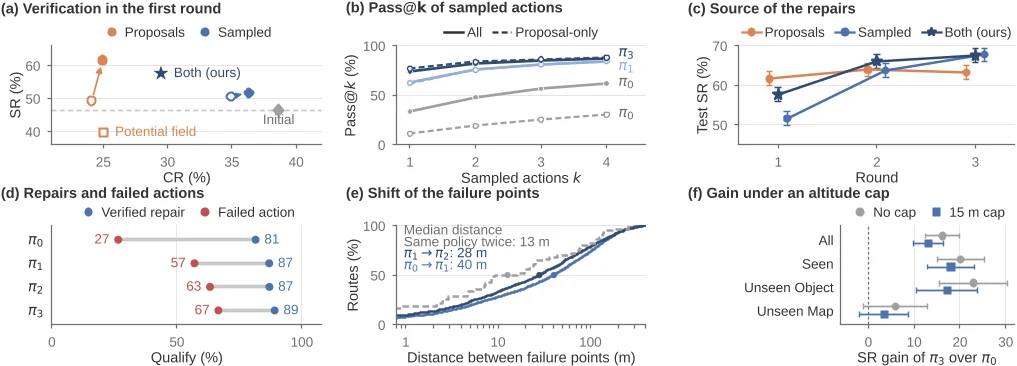 (a) Verification in the first round
Proposals
Sampled
SR (%)
60
50
40
Both (ours)
Initial
Potential field
25
30
35
40
CR (%)
(b) Pass@k of sampled actions
All
Proposal-only
Pass@k (%)
100
50
0
π3
π1
π0
π0
1
2
3
4
Sampled actions k
(c) Source of the repairs
Proposals
Sampled
Both (ours)
Test SR (%)
70
60
50
1
2
3
Round
(d) Repairs and failed actions
Verified repair
Failed action
π0
27
81
π1
57
87
π2
63
87
π3
67
89
0
50
100
Qualify (%)
(e) Shift of the failure points
Routes (%)
100
50
0
Median distance
Same policy twice: 13 m
π1 → π2: 28 m
π0 → π1: 40 m
1
10
100
Distance between failure points (m)
(f) Gain under an altitude cap
No cap
15 m cap
All
Seen
Unseen Object
Unseen Map
0
10
20
30
SR gain of π3 over π0